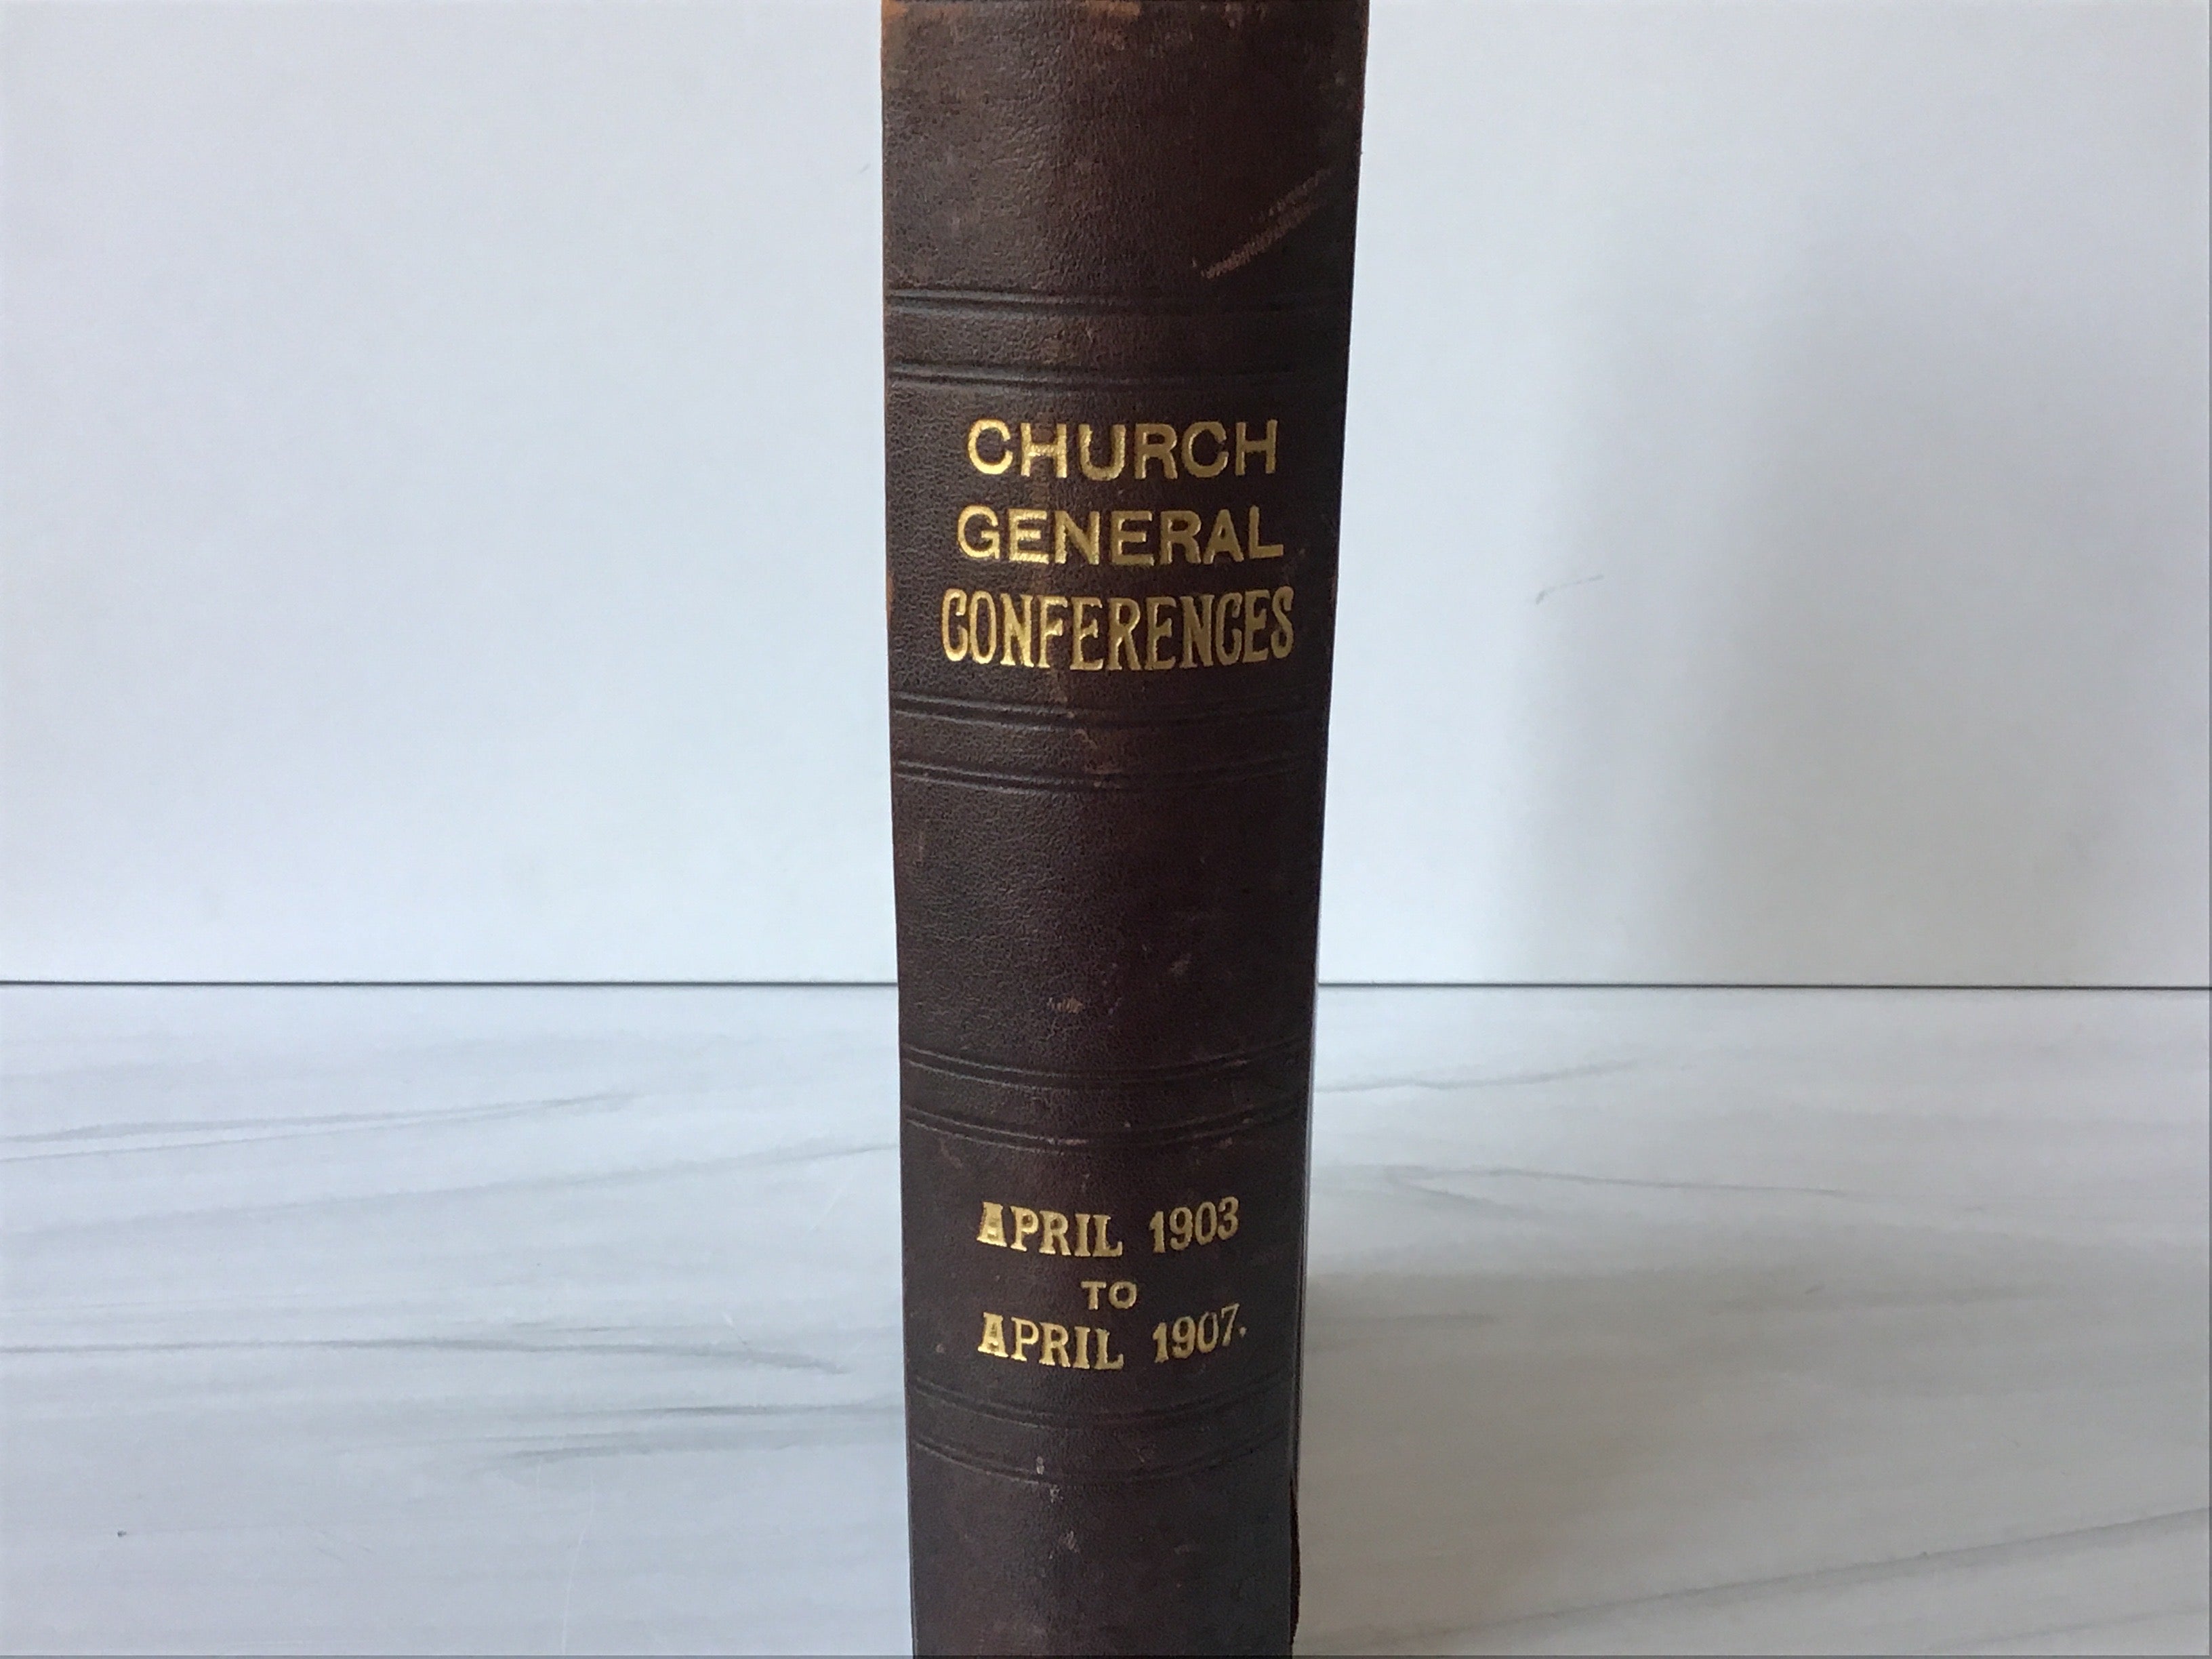 CHURCH
GENERAL
CONFERENCES
APRIL 1903
TO
APRIL 1907.